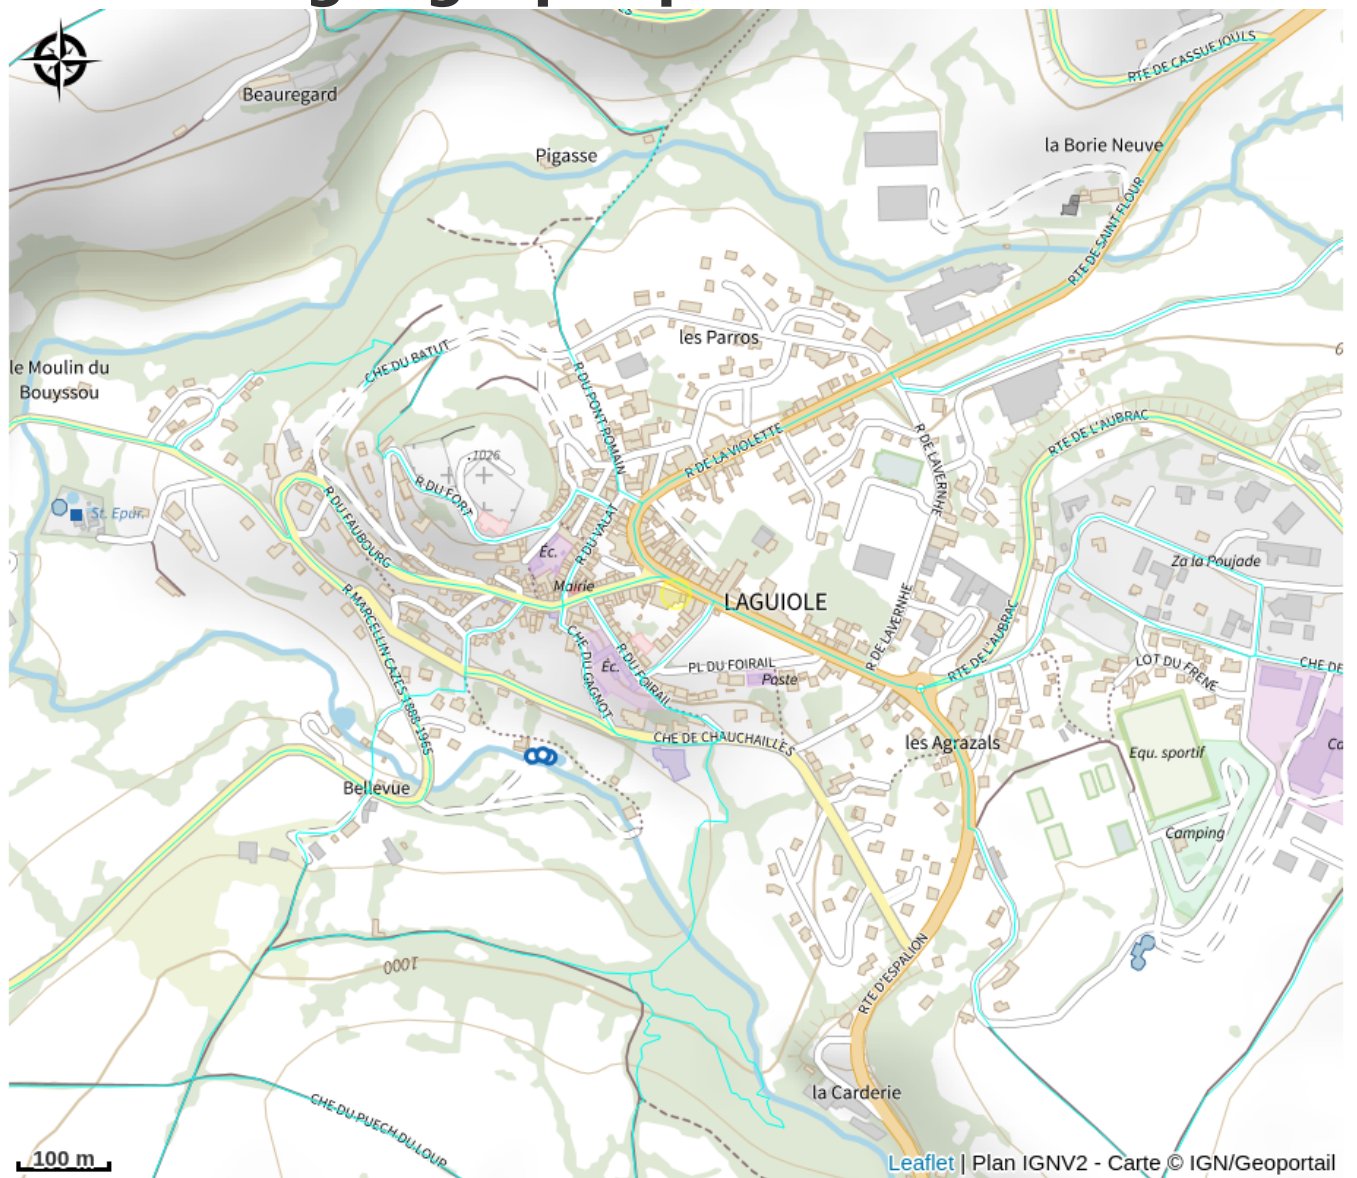 Beauregard
RTE DE CASSUEJOULS
Pigasse
la Borie Neuve
RTE DE SAINT-FLOUR
les Parros
CHE DU BATUT
le Moulin du
Bouyssou
R DU PONT ROMAIN
RTE DE L'AUBRAC
R DE LA VIOLETTE
R DE LAVERNHE
1026
R DU FORT
R DU FAUBOURG
St. Epur.
R DU VALAT
Éc.
Za la Poujade
Mairie
LAGUIOLE
R MARCELLIN CAZES 1888-1965
R DE LAVERNHE
RTE DE L'AUBRAC
CHE DU GAGNOT
R DU FOIRAIL
Éc.
PL DU FOIRAIL
Poste
LOT DU FRENE
CHE DE
CHE DE CHAUCHAILLES
les Agrazals
Equ. sportif
Bellevue
Camping
1000
RTE D'ESPALION
la Carderie
CHE DU PUECH DU LOUP
100 m
Leaflet | Plan IGNV2 - Carte © IGN/Geoportail